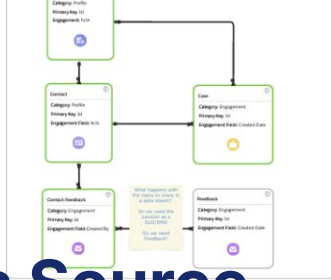 Category: Profile
Primary Key: Id
Engagement: N/A
Contact
Category: Profile
Primary Key: Id
Engagement Field: N/A
Case
Category: Engagement
Primary Key: Id
Engagement Field: Created Date
Contact Feedback
Category: Engagement
Primary Key: Id
Engagement Field: Created By
What happens with
the many to many in
a data stream?
Do we need the
junction as a
DLO/DMO
Do we need
Feedback?
Feedback
Category: Engagement
Primary Key: Id
Engagement Field: Created Date
Source